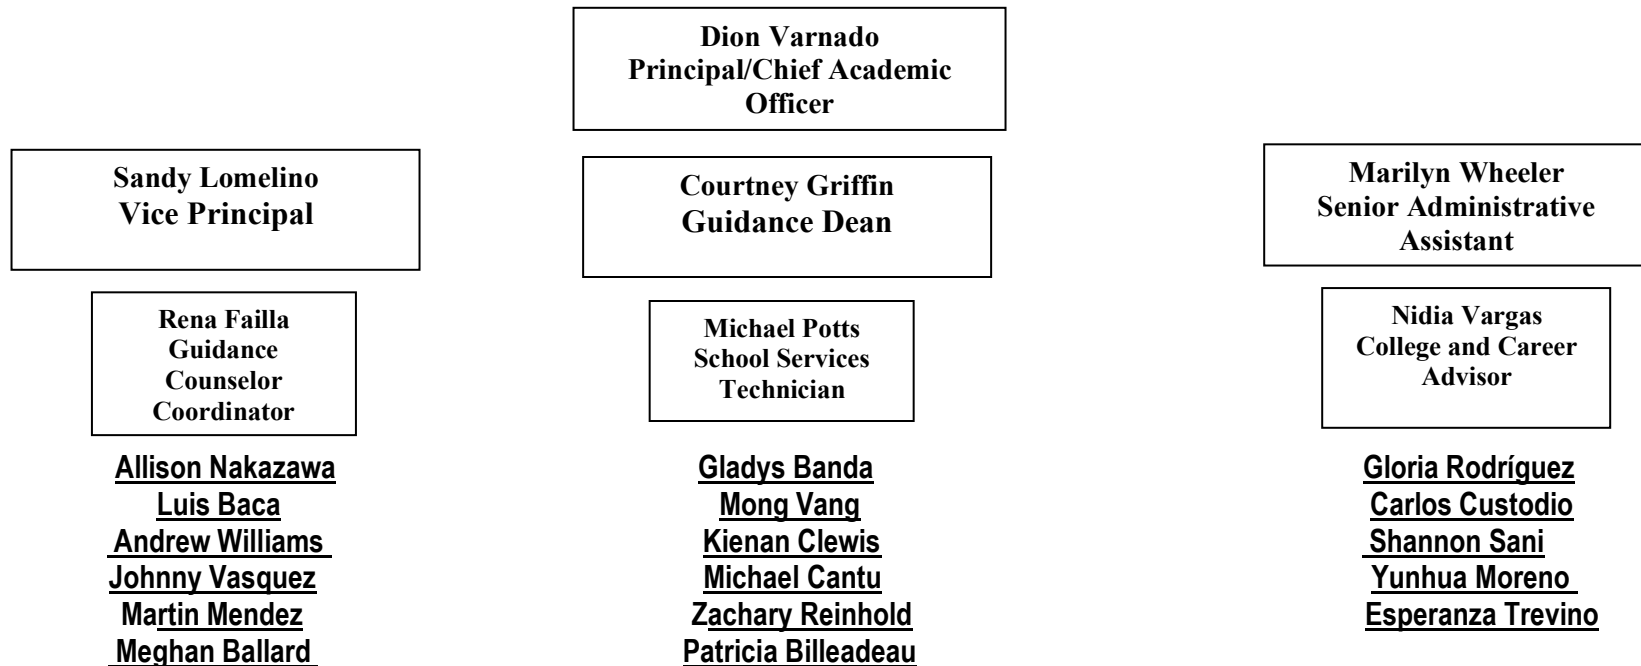 Dion Varnado
Principal/Chief Academic
Officer
Sandy Lomelino
Vice Principal
Courtney Griffin
Guidance Dean
Marilyn Wheeler
Senior Administrative
Assistant
Rena Failla
Guidance
Counselor
Coordinator
Michael Potts
School Services
Technician
Nidia Vargas
College and Career
Advisor
Allison Nakazawa
Luis Baca
Andrew Williams
Johnny Vasquez
Martin Mendez
Meghan Ballard
Gladys Banda
Mong Vang
Kienan Clewis
Michael Cantu
Zachary Reinhold
Patricia Billeadeau
Gloria Rodríguez
Carlos Custodio
Shannon Sani
Yunhua Moreno
Esperanza Trevino